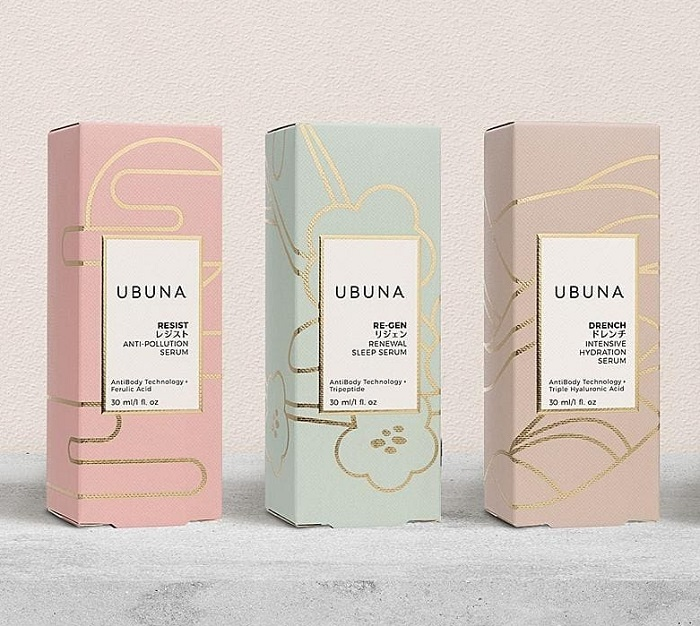 UBUNA
RESIST
レジスト
ANTI-POLLUTION
SERUM
AntiBody Technology +
Ferulic Acid
30 ml/1 fl. oz
UBUNA
RE-GEN
リジェン
RENEWAL
SLEEP SERUM
AntiBody Technology +
Tripeptide
30 ml/1 fl. oz
UBUNA
DRENCH
ドレンチ
INTENSIVE
HYDRATION
SERUM
AntiBody Technology +
Triple Hyaluronic Acid
30 ml/1 fl. oz